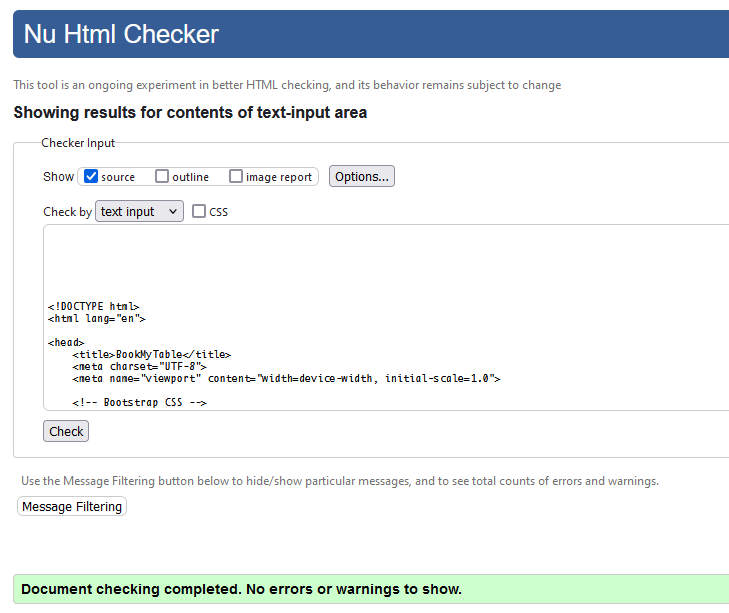 Nu Html Checker
This tool is an ongoing experiment in better HTML checking, and its behavior remains subject to change
Showing results for contents of text-input area
Checker Input
Show source outline image report Options...
Check by text input CSS
<!DOCTYPE html>
<html lang="en">
<head>
<title>BookMyTable</title>
<meta charset="UTF-8">
<meta name="viewport" content="width=device-width, initial-scale=1.0">
<!-- Bootstrap CSS -->
Check
Use the Message Filtering button below to hide/show particular messages, and to see total counts of errors and warnings.
Message Filtering
Document checking completed. No errors or warnings to show.